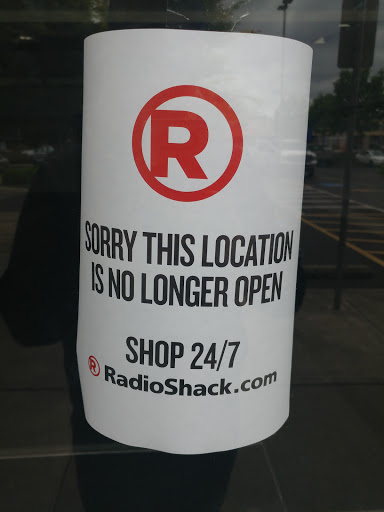 R
SORRY THIS LOCATION
IS NO LONGER OPEN
SHOP 24/7
R RadioShack.com